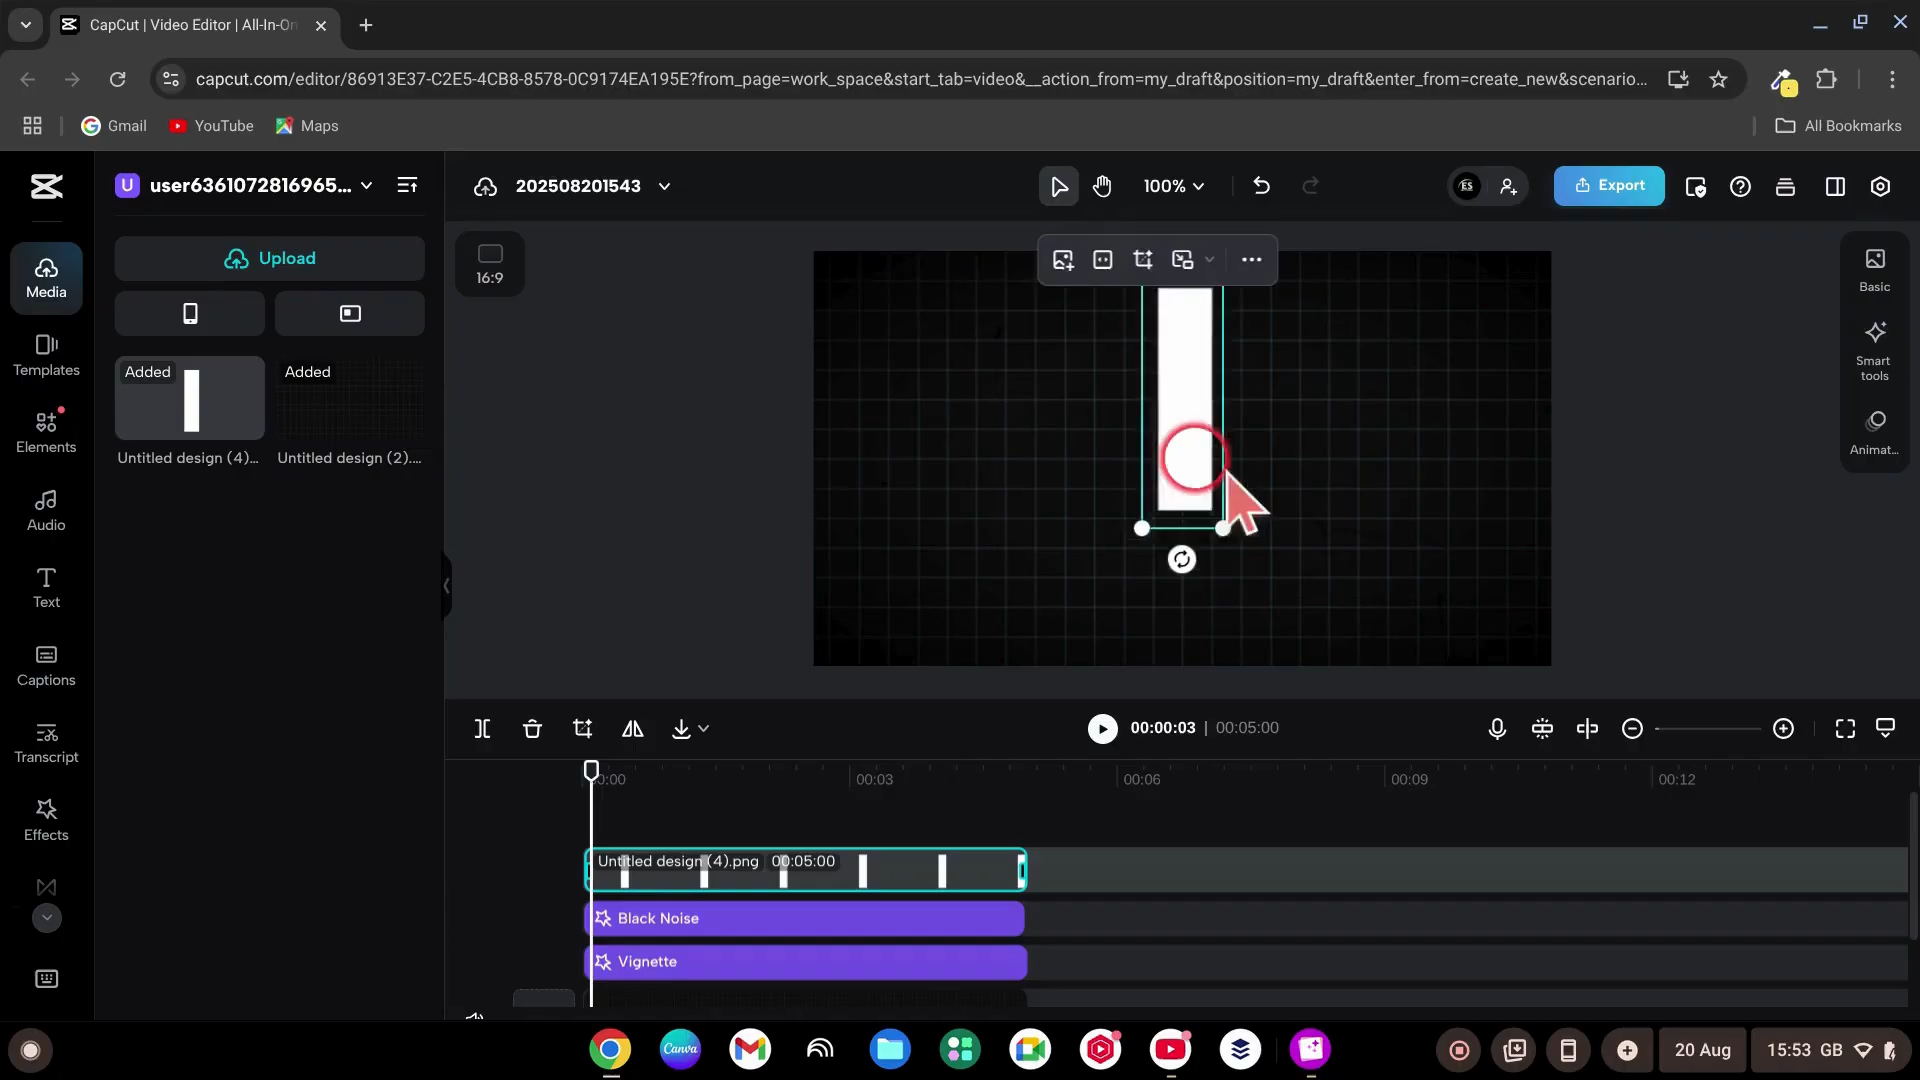 CapCut | Video Editor | All-In-On
capcut.com/editor/86913E37-C2E5-4CB8-8578-0C9174EA195E?from_page=work_space&start_tab=video&__action_from=my_draft&position=my_draft&enter_from=create_new&scenario...
Gmail
YouTube
Maps
All Bookmarks
U user6361072816965...
202508201543
100%
ES
Export
Upload
16:9
Media
Templates
Elements
Audio
Text
Captions
Transcript
Effects
Added
Added
Untitled design (4)...
Untitled design (2)....
Basic
Smart
tools
Animat...
00:00:03 | 00:05:00
00:00
00:03
00:06
00:09
00:12
Untitled design (4).png 00:05:00
Black Noise
Vignette
Canva
20 Aug
15:53 GB